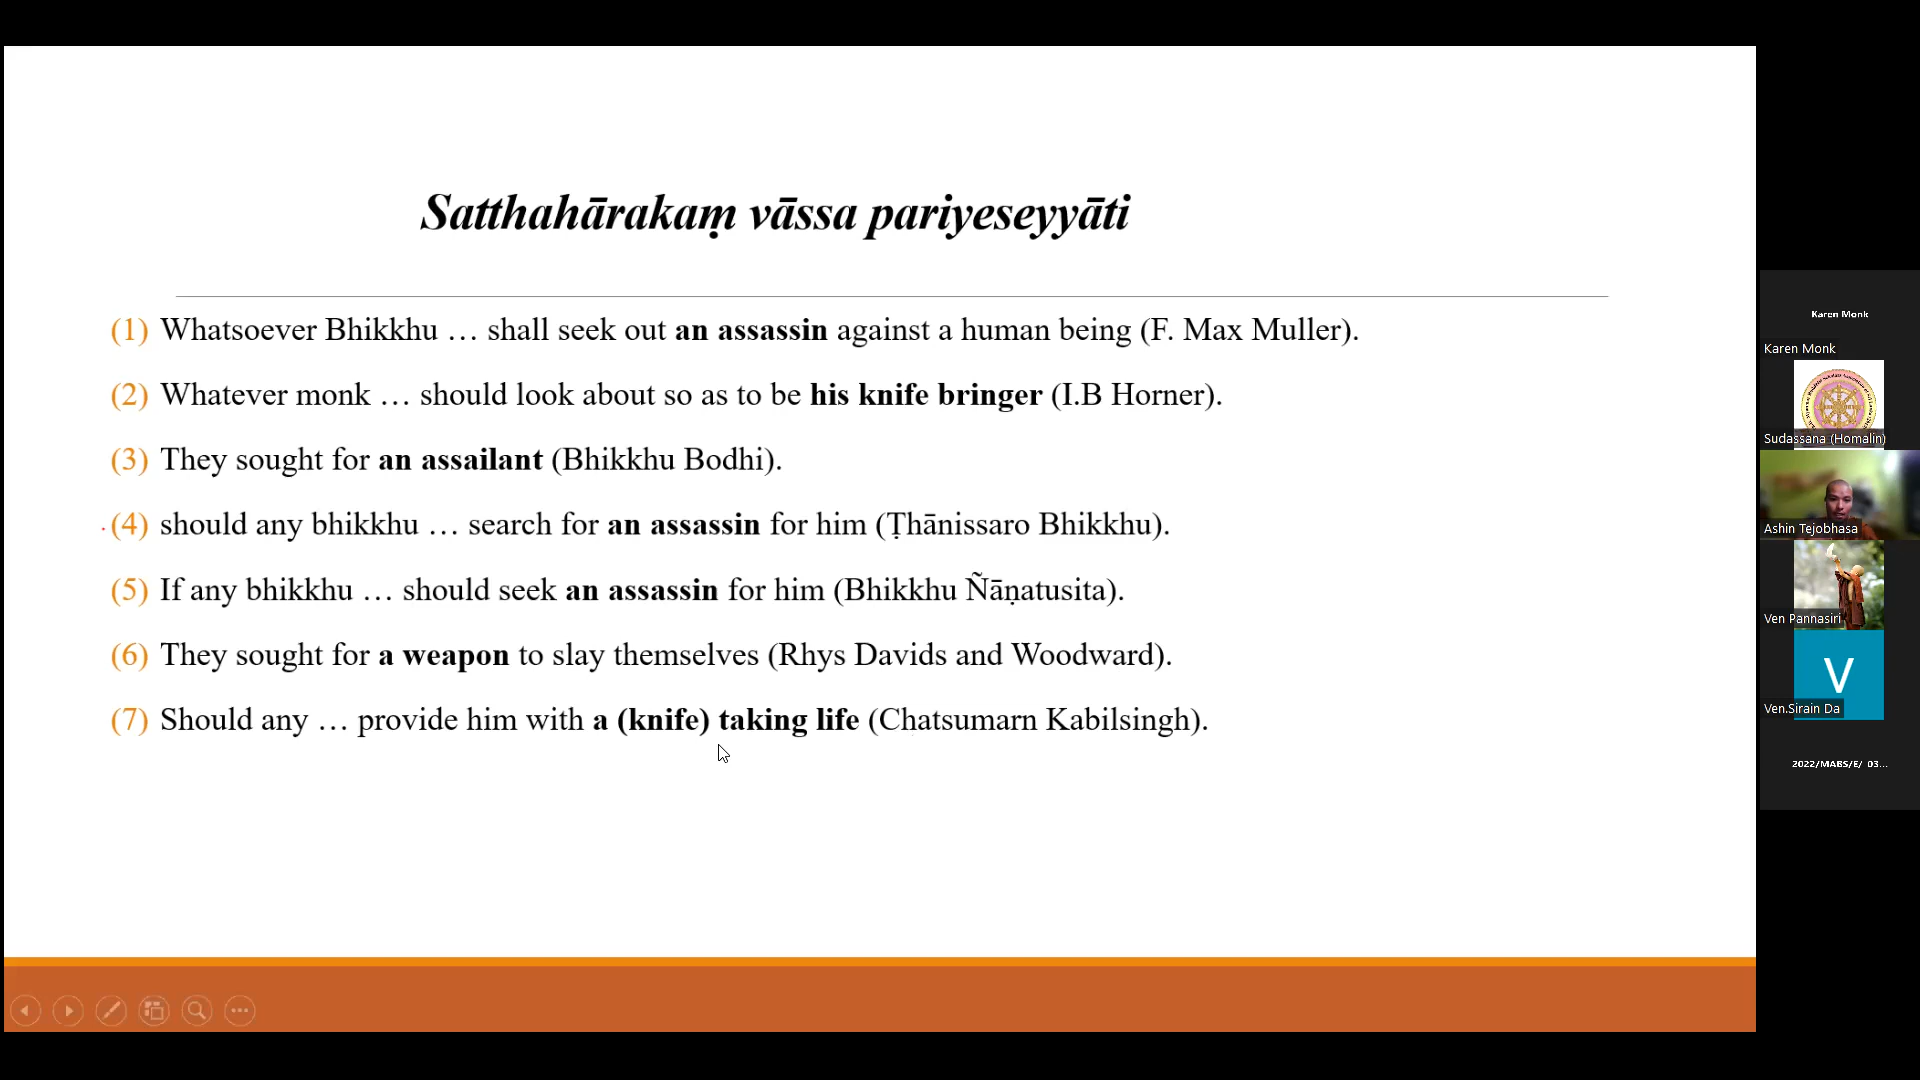 Satthahārakaṃ vāssa pariyeseyyāti
(1) Whatsoever Bhikkhu … shall seek out an assassin against a human being (F. Max Muller).
(2) Whatever monk … should look about so as to be his knife bringer (I.B Horner).
(3) They sought for an assailant (Bhikkhu Bodhi).
(4) should any bhikkhu … search for an assassin for him (Ṭhānissaro Bhikkhu).
(5) If any bhikkhu … should seek an assassin for him (Bhikkhu Ñāṇatusita).
(6) They sought for a weapon to slay themselves (Rhys Davids and Woodward).
(7) Should any … provide him with a (knife) taking life (Chatsumarn Kabilsingh).
Karen Monk
Karen Monk
Sudassana (Homalin)
Ashin Tejobhasa
Ven Pannasiri
V
Ven.Sirain Da
2022/MABS/E/ 03...